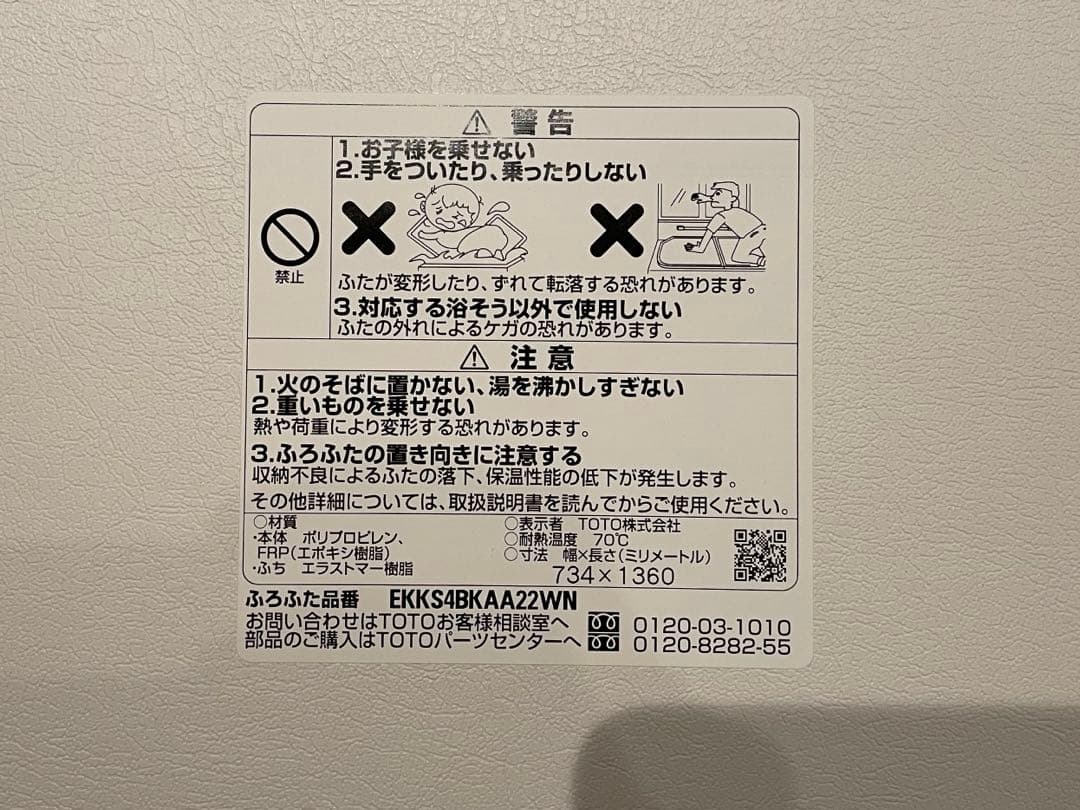 ⚠ 警告
禁止
1.お子様を乗せない
2.手をついたり、乗ったりしない
ふたが変形したり、ずれて転落する恐れがあります。
3.対応する浴そう以外で使用しない
ふたの外れによるケガの恐れがあります。
⚠ 注意
1.火のそばに置かない、湯を沸かしすぎない
2.重いものを乗せない
熱や荷重により変形する恐れがあります。
3.ふろふたの置き向きに注意する
収納不良によるふたの落下、保温性能の低下が発生します。
その他詳細については、取扱説明書を読んでからご使用ください。
○材質
・本体 ポリプロピレン、
FRP(エポキシ樹脂)
・ふち エラストマー樹脂
○表示者 TOTO株式会社
○耐熱温度 70℃
○寸法 幅×長さ(ミリメートル)
734×1360
ふろふた品番 EKKS4BKAA22WN
お問い合わせはTOTOお客様相談室へ 0120-03-1010
部品のご購入はTOTOパーツセンターへ 0120-8282-55